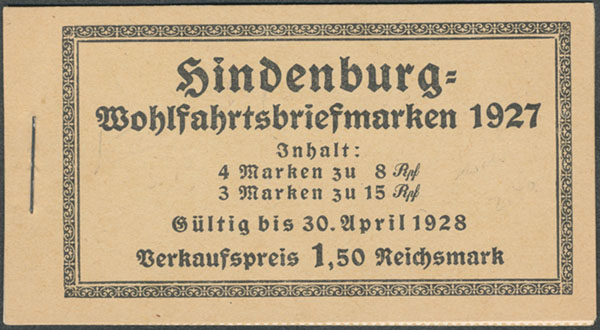 Hindenburg=
Wohlfahrtsbriefmarken 1927
Inhalt:
4 Marken zu 8 Rpf
3 Marken zu 15 Rpf
Gültig bis 30. April 1928
Verkaufspreis 1,50 Reichsmark